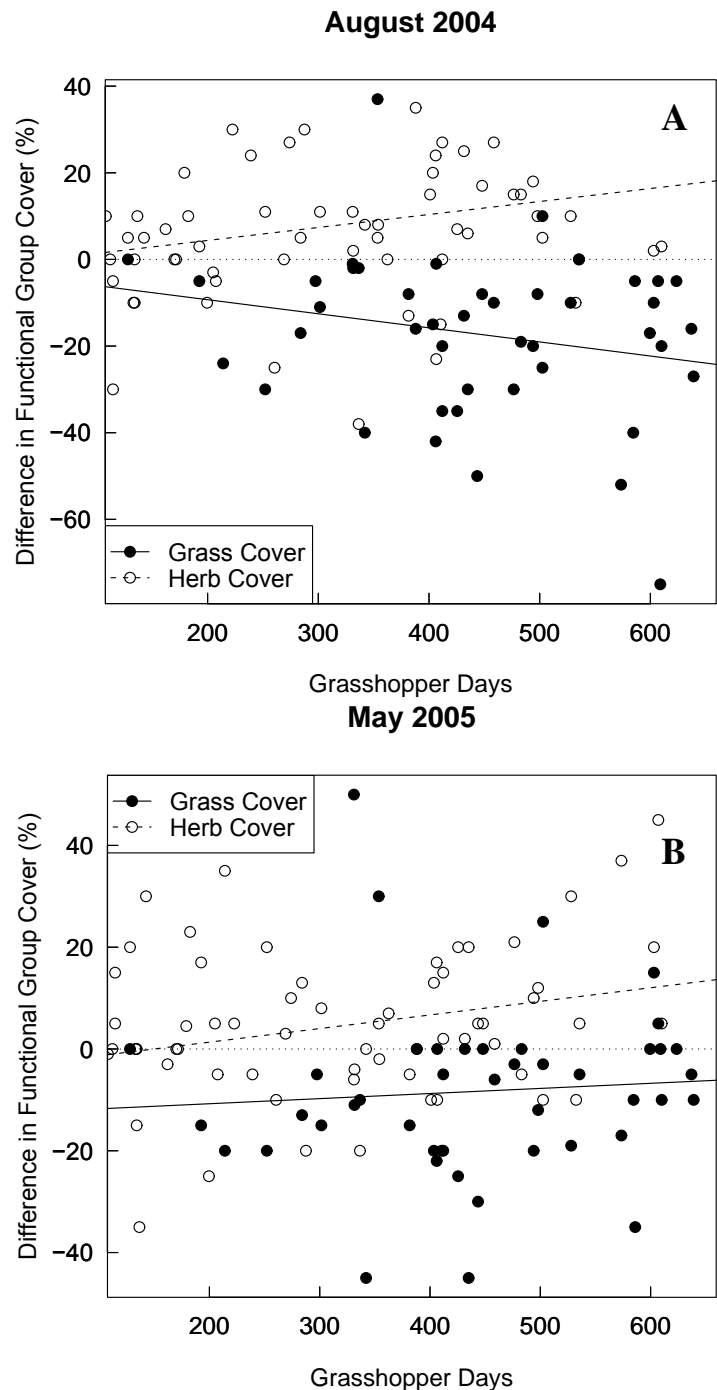 August 2004
A
Difference in Functional Group Cover (%)
40
20
0
−20
−40
−60
Grass Cover
Herb Cover
200 300 400 500 600
Grasshopper Days
May 2005
B
Difference in Functional Group Cover (%)
Grass Cover
Herb Cover
40
20
0
−20
−40
200 300 400 500 600
Grasshopper Days